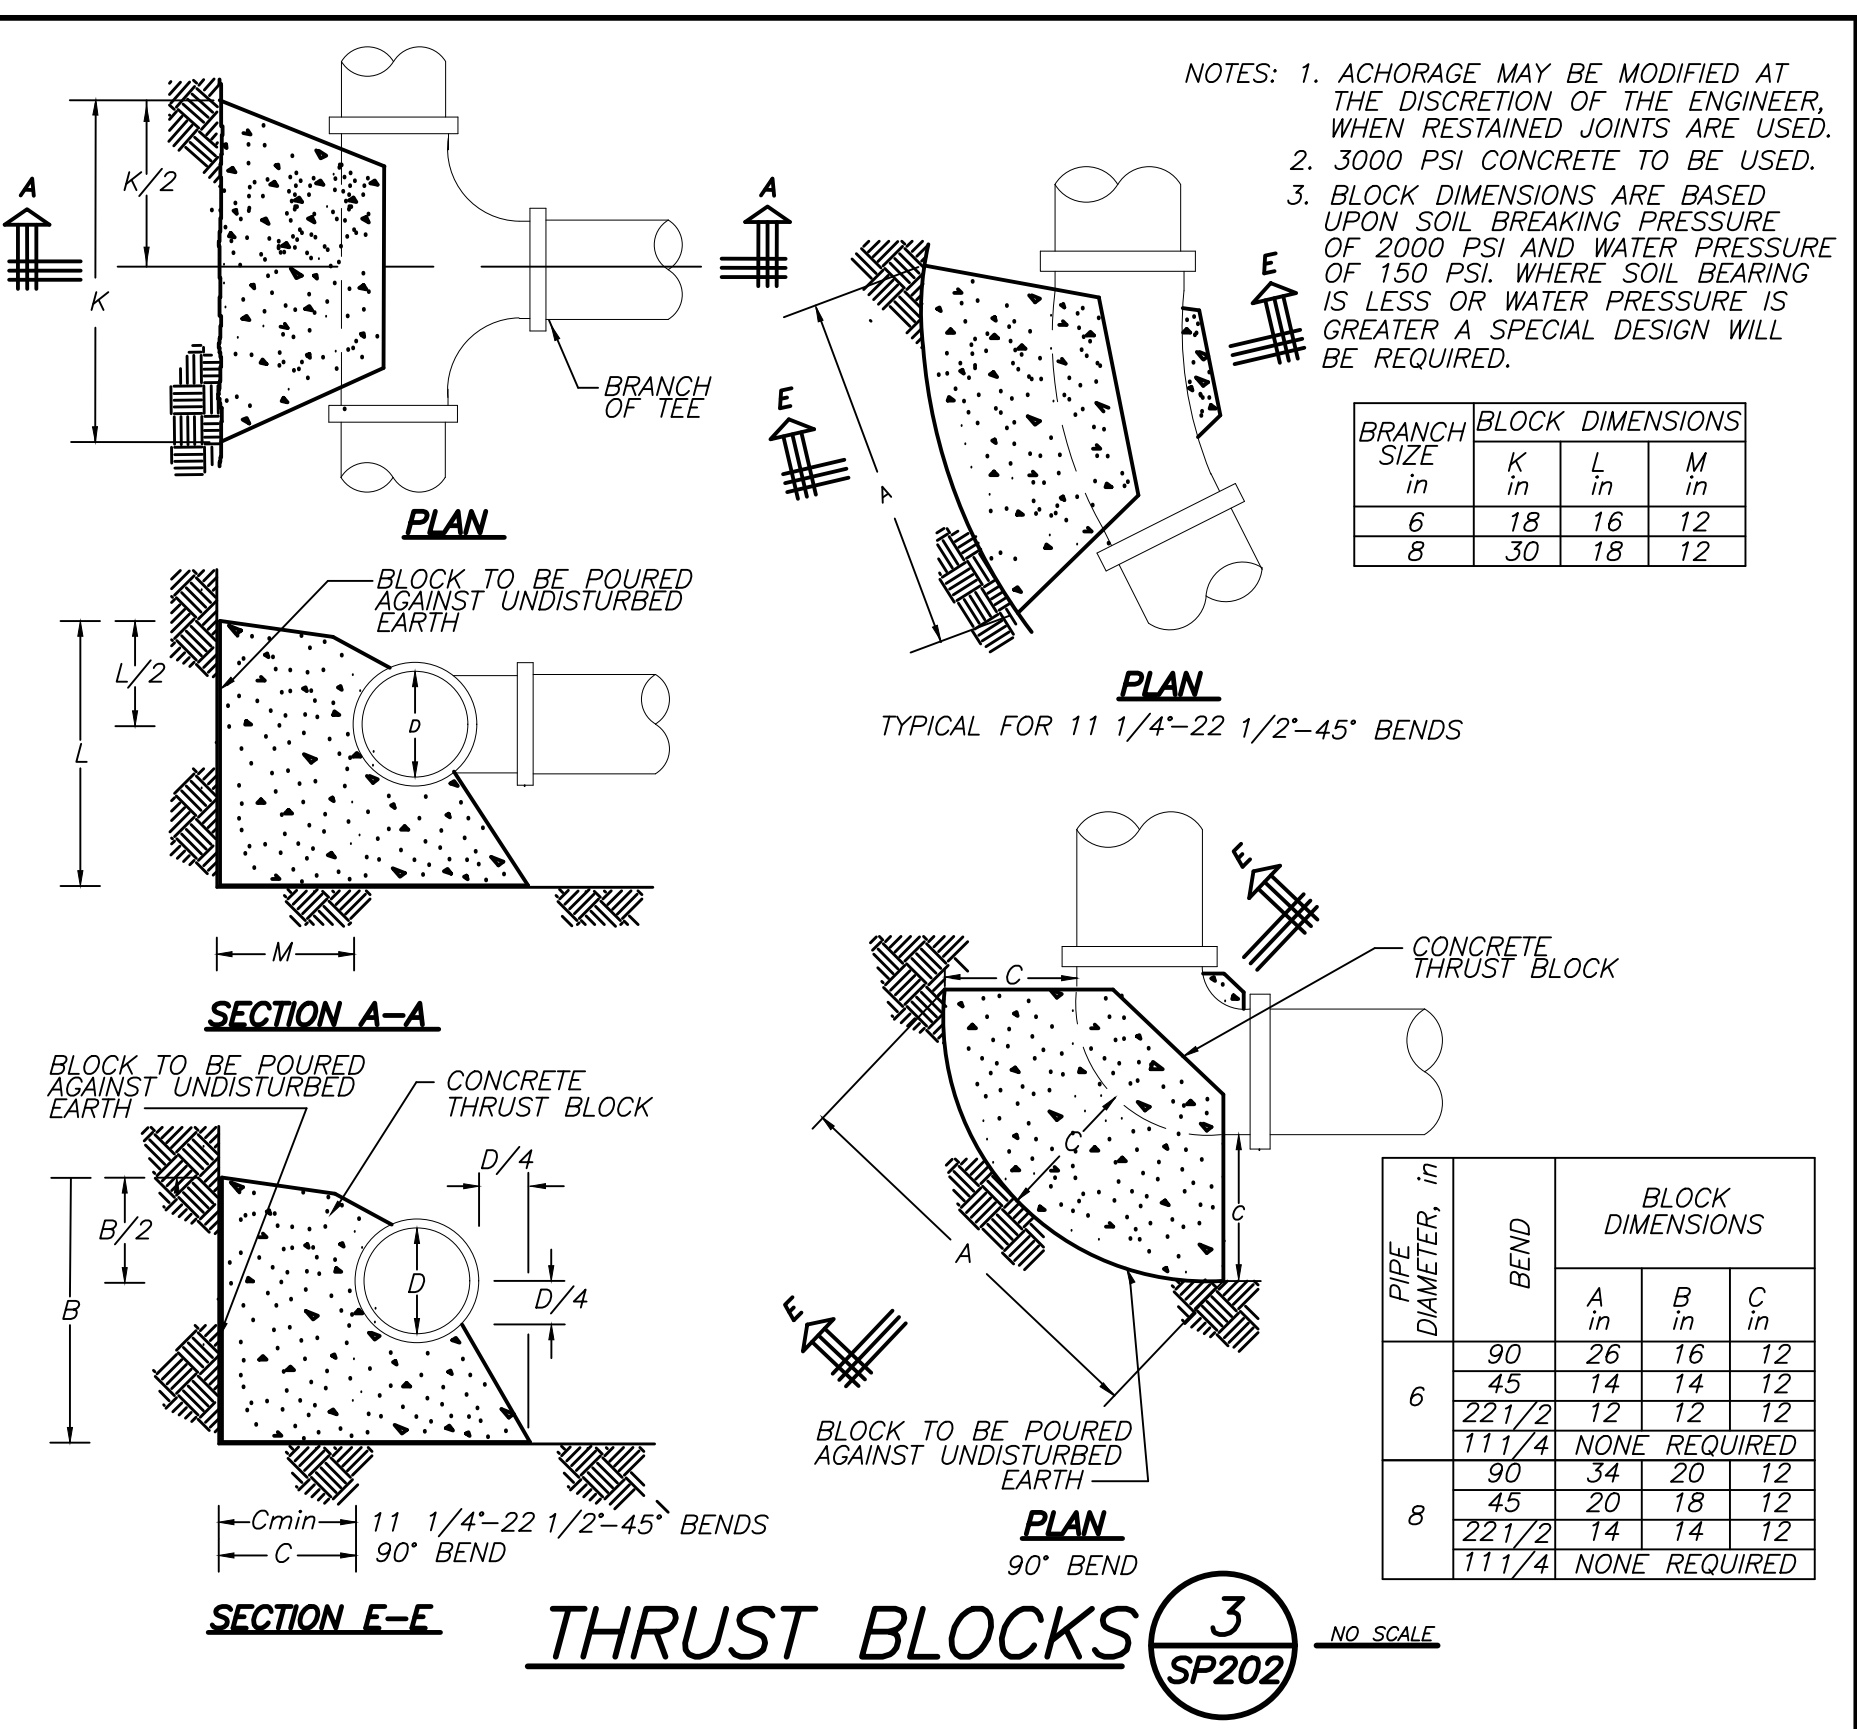 NOTES: 1. ACHORAGE MAY BE MODIFIED AT
THE DISCRETION OF THE ENGINEER,
WHEN RESTAINED JOINTS ARE USED.
2. 3000 PSI CONCRETE TO BE USED.
3. BLOCK DIMENSIONS ARE BASED
UPON SOIL BREAKING PRESSURE
OF 2000 PSI AND WATER PRESSURE
OF 150 PSI. WHERE SOIL BEARING
IS LESS OR WATER PRESSURE IS
GREATER A SPECIAL DESIGN WILL
BE REQUIRED.
A
A
K/2
K
BRANCH
OF TEE
PLAN
E
E
A
PLAN
TYPICAL FOR 11 1/4°-22 1/2°-45° BENDS
BRANCH SIZE in BLOCK DIMENSIONS
K in L in M in
6 18 16 12
8 30 18 12
BLOCK TO BE POURED
AGAINST UNDISTURBED
EARTH
L/2
L
D
M
SECTION A-A
BLOCK TO BE POURED
AGAINST UNDISTURBED
EARTH
CONCRETE
THRUST BLOCK
D/4
D/4
B/2
B
D
Cmin 11 1/4°-22 1/2°-45° BENDS
C 90° BEND
SECTION E-E
E
CONCRETE
THRUST BLOCK
C
C
C
A
E
BLOCK TO BE POURED
AGAINST UNDISTURBED
EARTH
PLAN
90° BEND
PIPE DIAMETER, in BEND BLOCK DIMENSIONS
A in B in C in
6 90 26 16 12
45 14 14 12
22 1/2 12 12 12
11 1/4 NONE REQUIRED
8 90 34 20 12
45 20 18 12
22 1/2 14 14 12
11 1/4 NONE REQUIRED
THRUST BLOCKS
3
SP202
NO SCALE